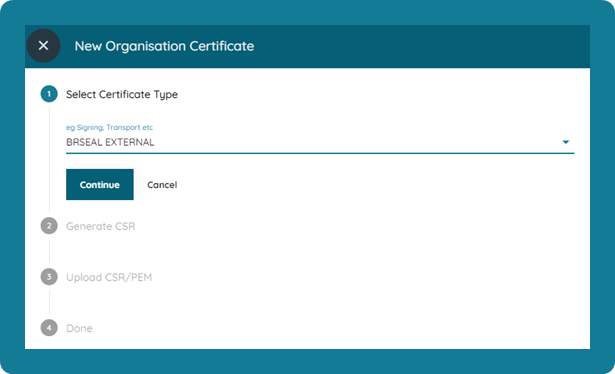 New Organisation Certificate
1 Select Certificate Type
eg Signing, Transport etc
BRSEAL EXTERNAL
Continue Cancel
2 Generate CSR
3 Upload CSR/PEM
4 Done